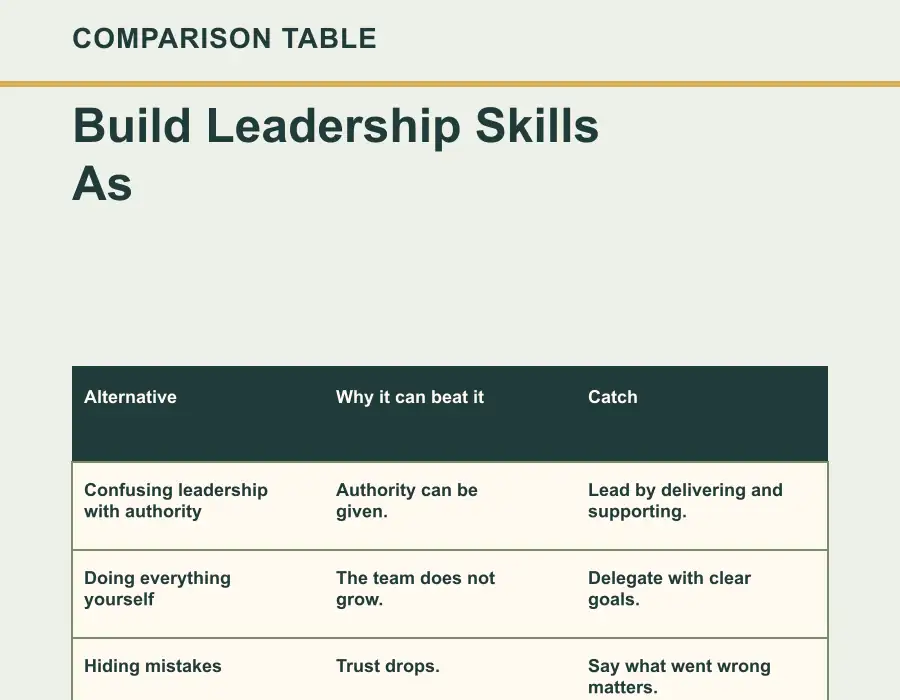 COMPARISON TABLE
Build Leadership Skills
As
Alternative
Why it can beat it
Catch
Confusing leadership
with authority
Authority can be
given.
Lead by delivering and
supporting.
Doing everything
yourself
The team does not
grow.
Delegate with clear
goals.
Hiding mistakes
Trust drops.
Say what went wrong
matters.